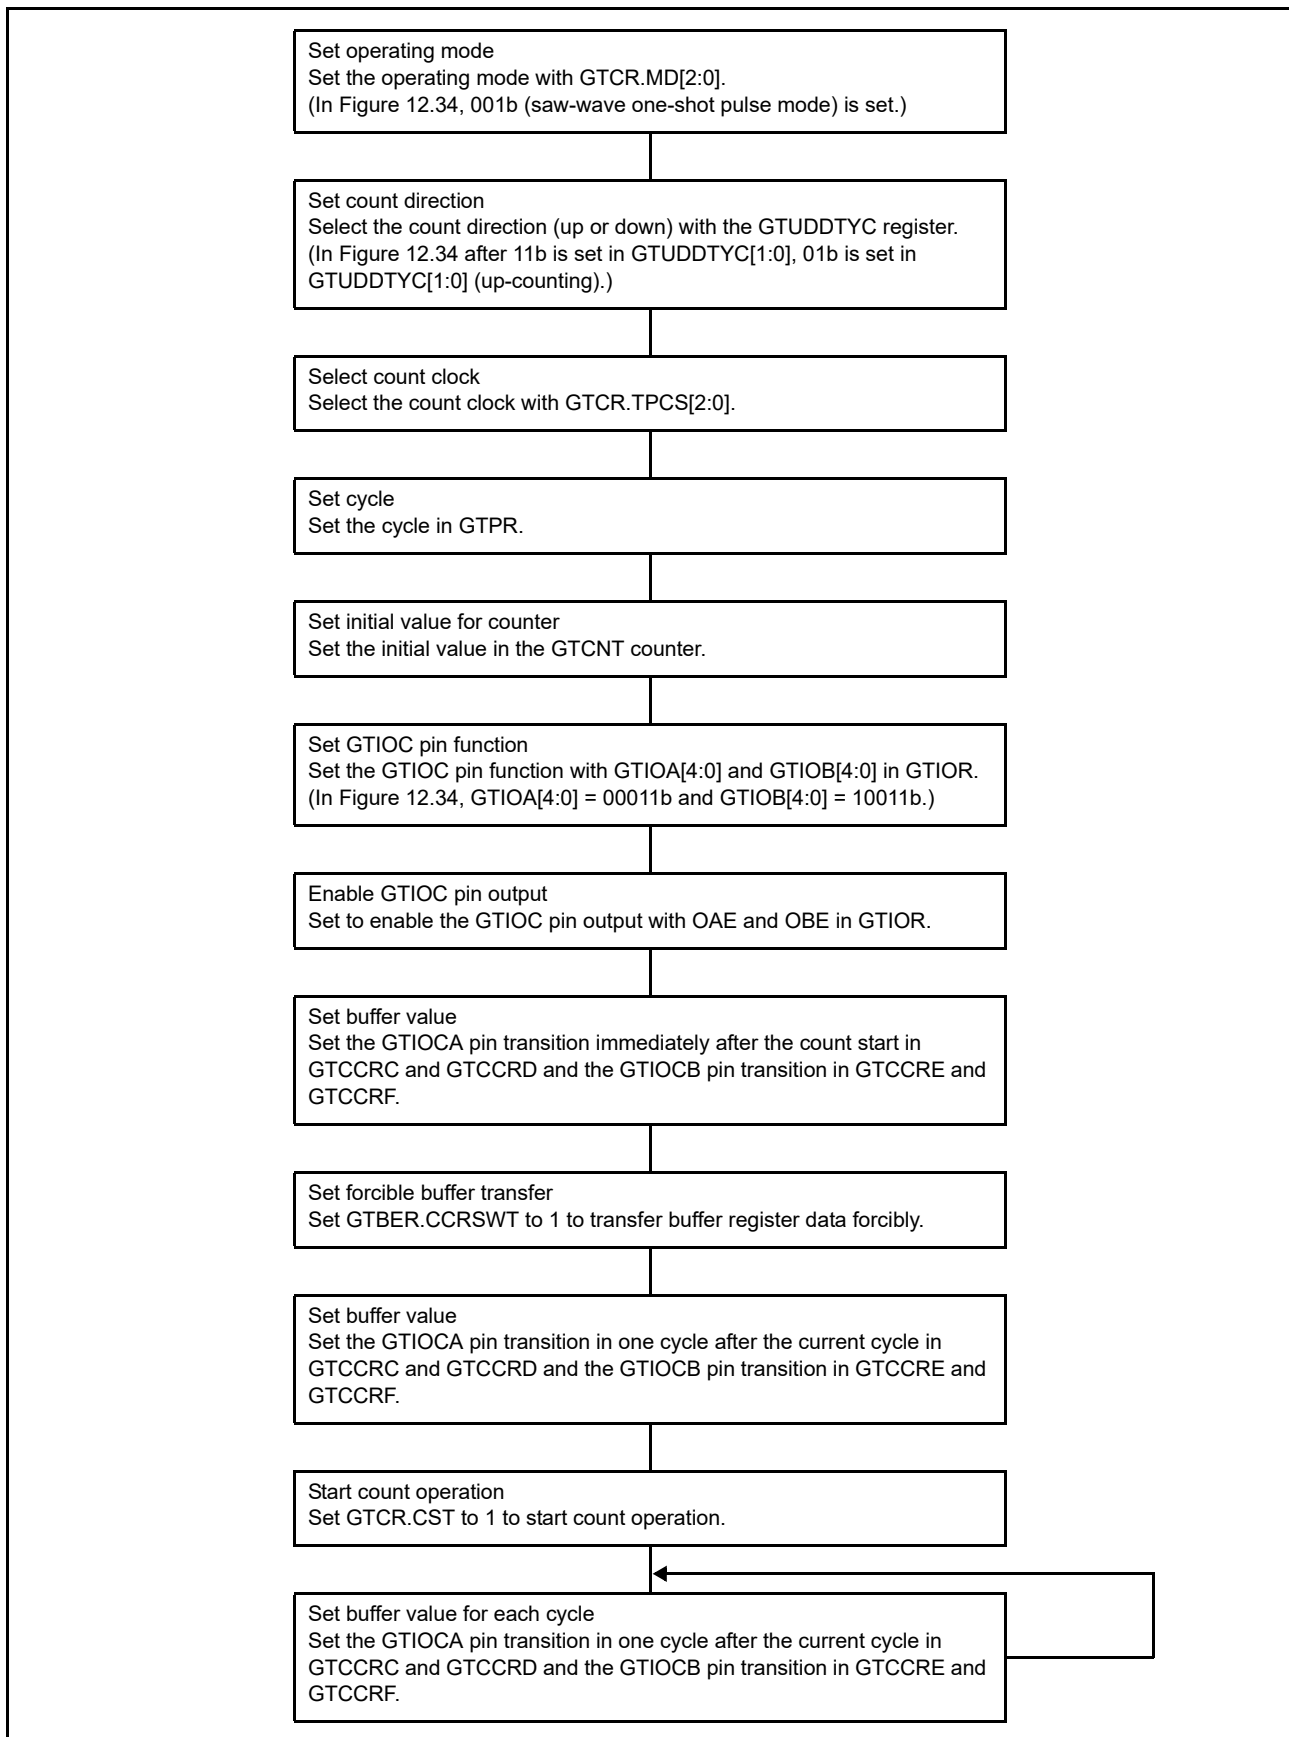 Set operating mode
Set the operating mode with GTCR.MD[2:0].
(In Figure 12.34, 001b (saw-wave one-shot pulse mode) is set.)
Set count direction
Select the count direction (up or down) with the GTUDDTYC register.
(In Figure 12.34 after 11b is set in GTUDDTYC[1:0], 01b is set in
GTUDDTYC[1:0] (up-counting).)
Select count clock
Select the count clock with GTCR.TPCS[2:0].
Set cycle
Set the cycle in GTPR.
Set initial value for counter
Set the initial value in the GTCNT counter.
Set GTIOC pin function
Set the GTIOC pin function with GTIOA[4:0] and GTIOB[4:0] in GTIOR.
(In Figure 12.34, GTIOA[4:0] = 00011b and GTIOB[4:0] = 10011b.)
Enable GTIOC pin output
Set to enable the GTIOC pin output with OAE and OBE in GTIOR.
Set buffer value
Set the GTIOCA pin transition immediately after the count start in
GTCCRC and GTCCRD and the GTIOCB pin transition in GTCCRE and
GTCCRF.
Set forcible buffer transfer
Set GTBER.CCRSWT to 1 to transfer buffer register data forcibly.
Set buffer value
Set the GTIOCA pin transition in one cycle after the current cycle in
GTCCRC and GTCCRD and the GTIOCB pin transition in GTCCRE and
GTCCRF.
Start count operation
Set GTCR.CST to 1 to start count operation.
Set buffer value for each cycle
Set the GTIOCA pin transition in one cycle after the current cycle in
GTCCRC and GTCCRD and the GTIOCB pin transition in GTCCRE and
GTCCRF.